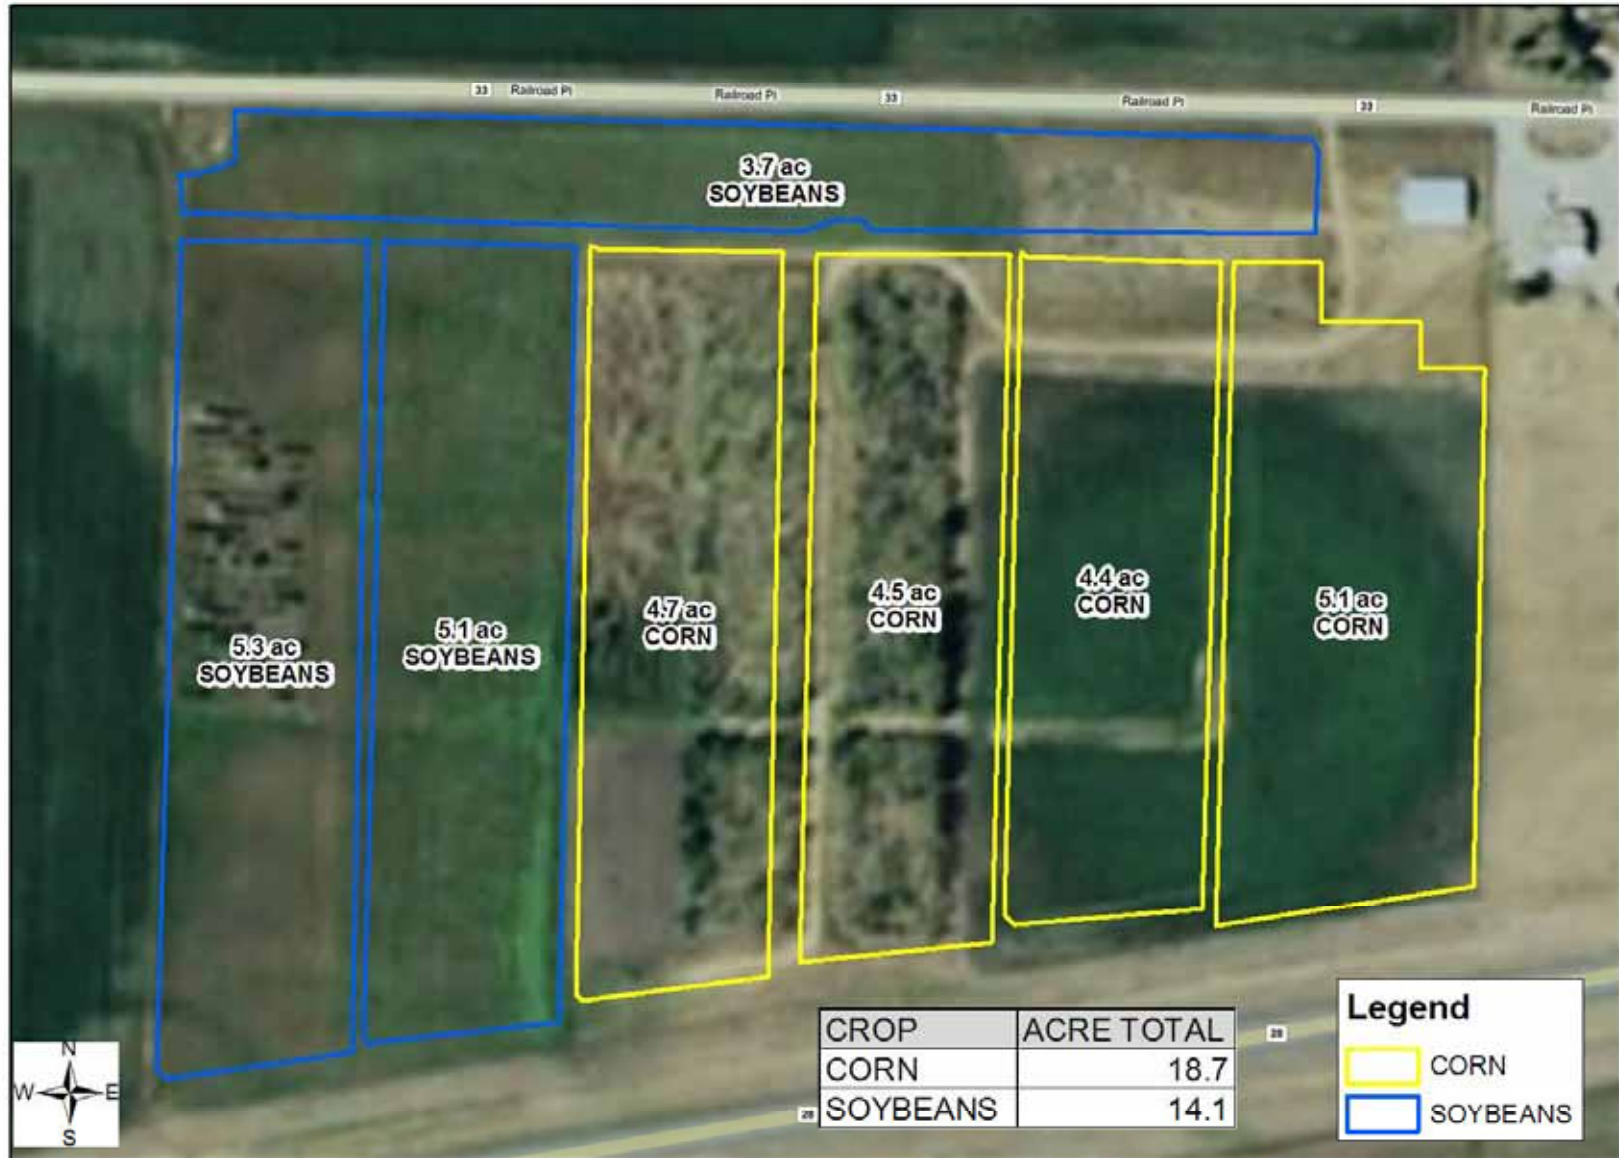 33 Railroad Pl Railroad Pl 33 Railroad Pl 33 Railroad Pl
3.7 ac
SOYBEANS
5.3 ac
SOYBEANS
5.1 ac
SOYBEANS
4.7 ac
CORN
4.5 ac
CORN
4.4 ac
CORN
5.1 ac
CORN
CROP ACRE TOTAL
CORN 18.7
SOYBEANS 14.1
28
28
Legend
CORN
SOYBEANS
N
W E
S